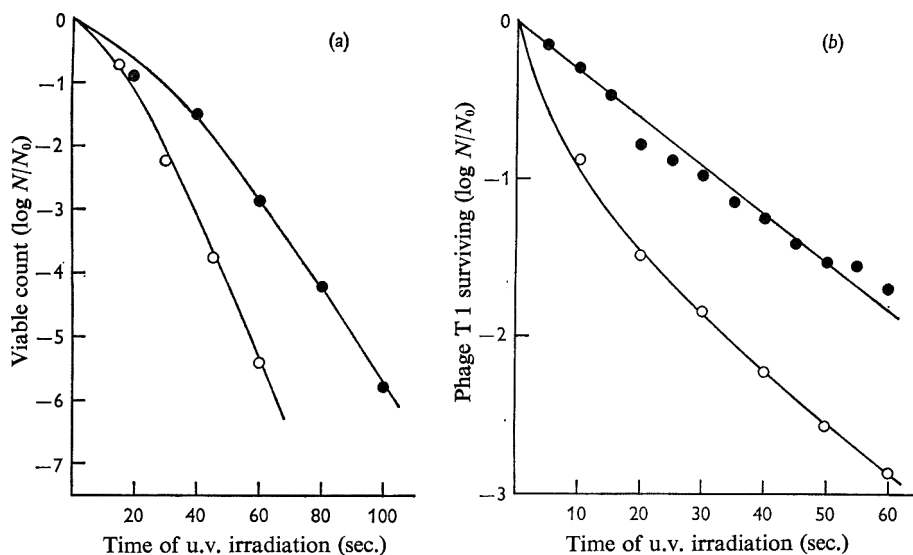 (a)
Viable count (log N/N₀)
0
−1
−2
−3
−4
−5
−6
−7
20 40 60 80 100
Time of u.v. irradiation (sec.)
(b)
Phage T 1 surviving (log N/N₀)
0
−1
−2
−3
10 20 30 40 50 60
Time of u.v. irradiation (sec.)